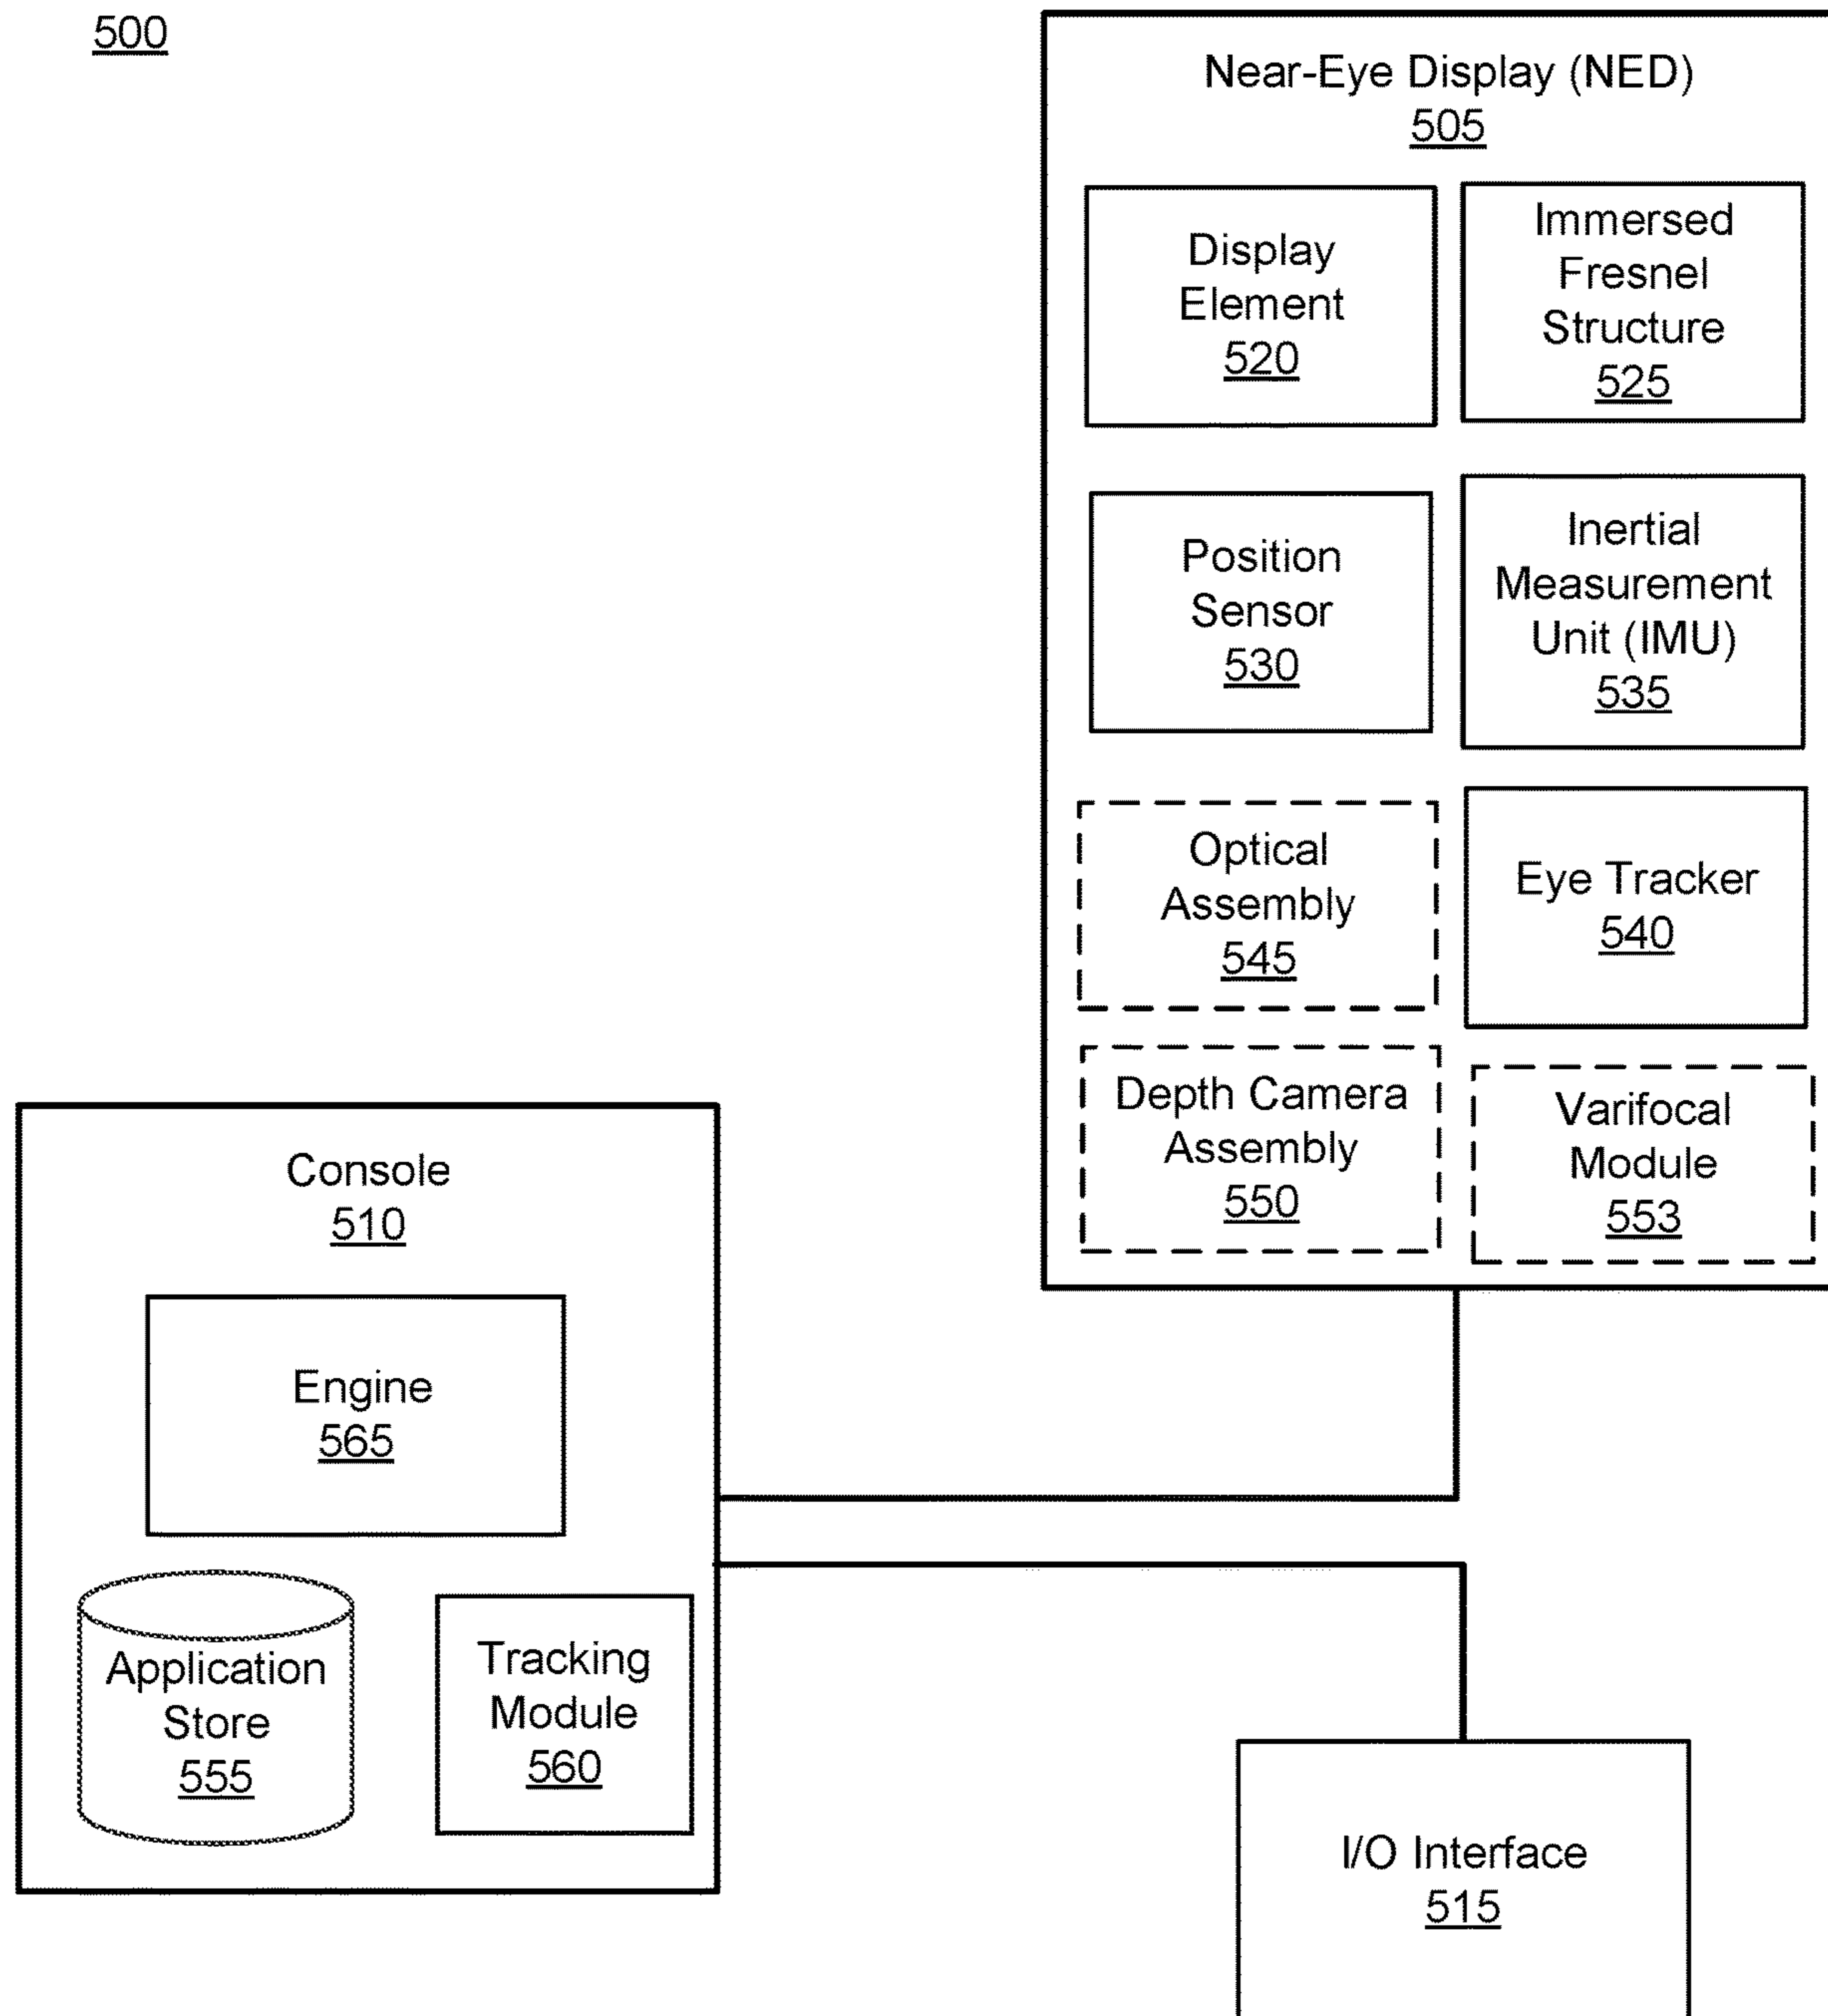 500
Near-Eye Display (NED)
505
Display
Element
520
Immersed
Fresnel
Structure
525
Position
Sensor
530
Inertial
Measurement
Unit (IMU)
535
Optical
Assembly
545
Eye Tracker
540
Depth Camera
Assembly
550
Varifocal
Module
553
Console
510
Engine
565
Application
Store
555
Tracking
Module
560
I/O Interface
515